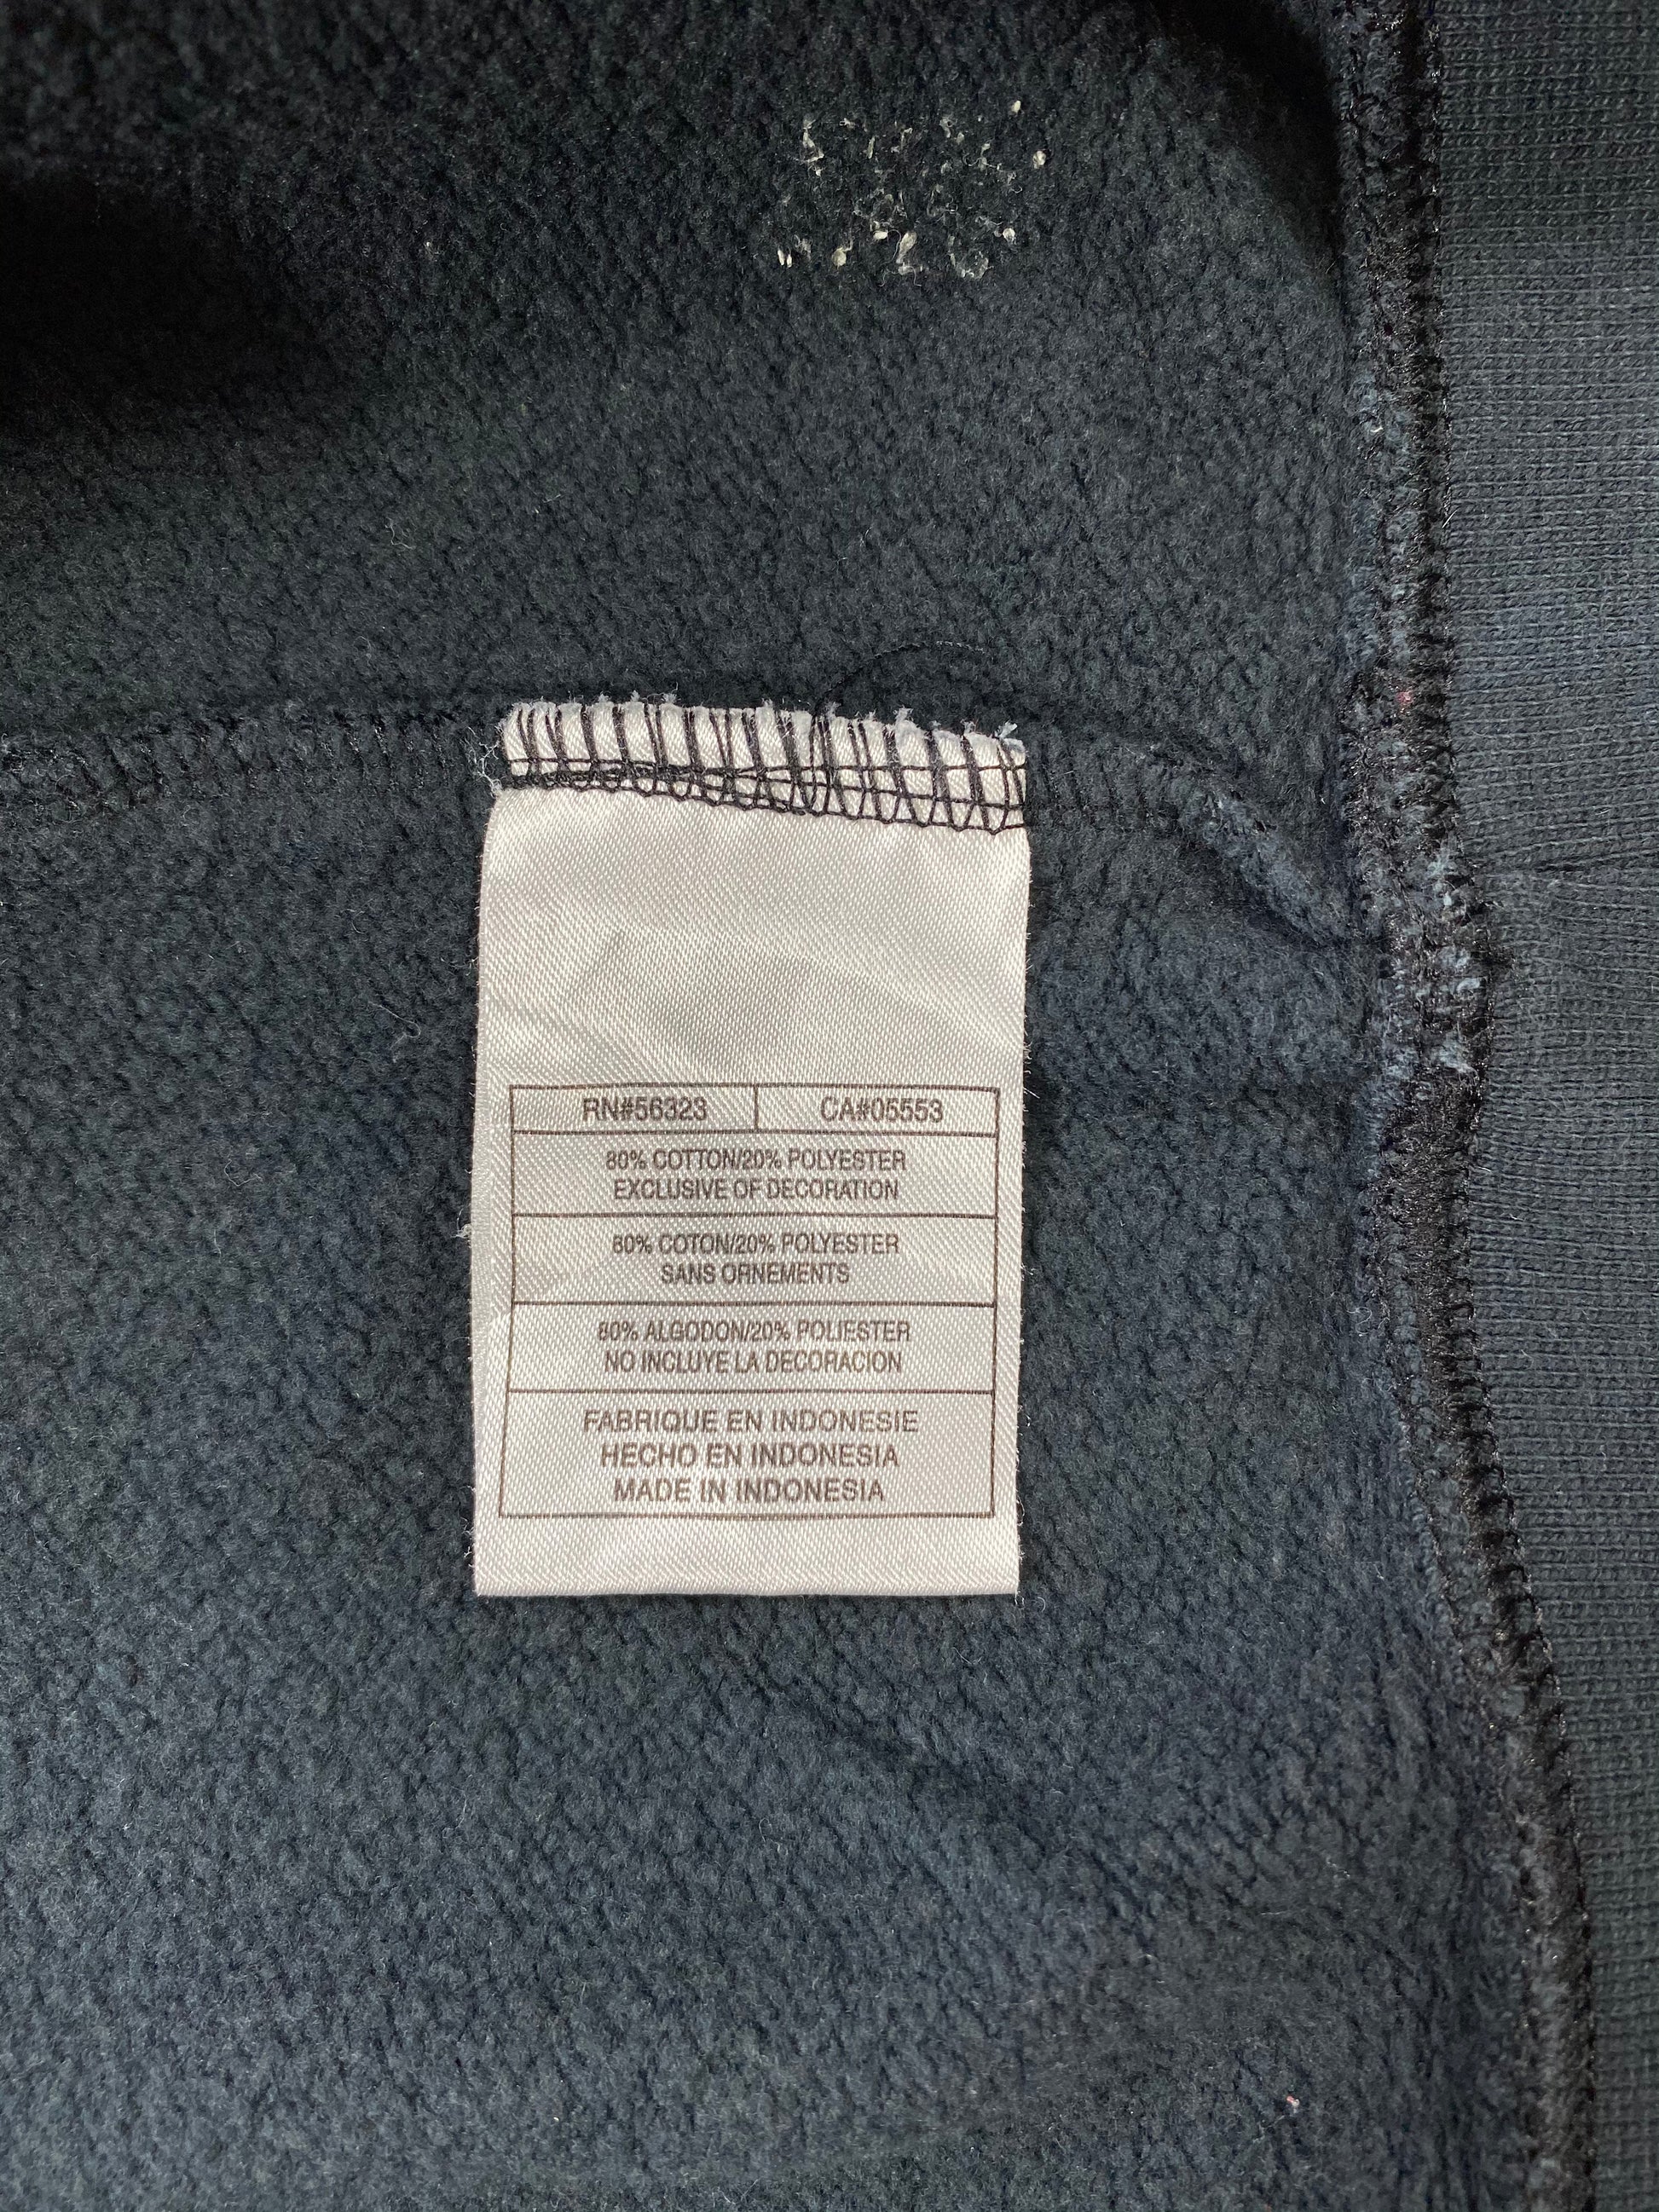 RN#56323 CA#05553
80% COTTON/20% POLYESTER
EXCLUSIVE OF DECORATION
80% COTON/20% POLYESTER
SANS ORNEMENTS
80% ALGODON/20% POLIESTER
NO INCLUYE LA DECORACION
FABRIQUE EN INDONESIE
HECHO EN INDONESIA
MADE IN INDONESIA